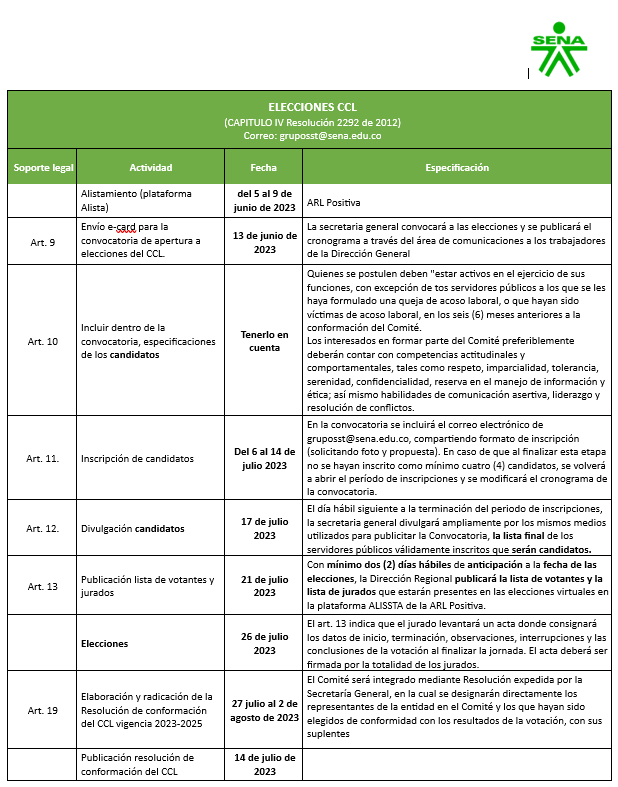 SENA
ELECCIONES CCL
(CAPITULO IV Resolución 2292 de 2012)
Correo: gruposst@sena.edu.co
Soporte legal
Actividad
Fecha
Especificación
Alistamiento (plataforma
Alista)
del 5 al 9 de
junio de 2023
ARL Positiva
Art. 9
Envío e-card para la
convocatoria de apertura a
elecciones del CCL.
13 de junio de
2023
La secretaria general convocará a las elecciones y se publicará el
cronograma a través del área de comunicaciones a los trabajadores
de la Dirección General
Art. 10
Incluir dentro de la
convocatoria, especificaciones
de los candidatos
Tenerlo en
cuenta
Quienes se postulen deben "estar activos en el ejercicio de sus
funciones, con excepción de tos servidores públicos a los que se les
haya formulado una queja de acoso laboral, o que hayan sido
víctimas de acoso laboral, en los seis (6) meses anteriores a la
conformación del Comité.
Los interesados en formar parte del Comité preferiblemente
deberán contar con competencias actitudinales y
comportamentales, tales como respeto, imparcialidad, tolerancia,
serenidad, confidencialidad, reserva en el manejo de información y
ética; así mismo habilidades de comunicación asertiva, liderazgo y
resolución de conflictos.
Art. 11.
Inscripción de candidatos
Del 6 al 14 de
julio 2023
En la convocatoria se incluirá el correo electrónico de
gruposst@sena.edu.co, compartiendo formato de inscripción
(solicitando foto y propuesta). En caso de que al finalizar esta etapa
no se hayan inscrito como mínimo cuatro (4) candidatos, se volverá
a abrir el período de inscripciones y se modificará el cronograma de
la convocatoria.
Art. 12.
Divulgación candidatos
17 de julio
2023
El día hábil siguiente a la terminación del periodo de inscripciones,
la secretaria general divulgará ampliamente por los mismos medios
utilizados para publicitar la Convocatoria, la lista final de los
servidores públicos válidamente inscritos que serán candidatos.
Art. 13
Publicación lista de votantes y
jurados
21 de julio
2023
Con mínimo dos (2) días hábiles de anticipación a la fecha de las
elecciones, la Dirección Regional publicará la lista de votantes y la
lista de jurados que estarán presentes en las elecciones virtuales en
la plataforma ALISSTA de la ARL Positiva.
Elecciones
26 de julio
2023
El art. 13 indica que el jurado levantará un acta donde consignará
los datos de inicio, terminación, observaciones, interrupciones y las
conclusiones de la votación al finalizar la jornada. El acta deberá ser
firmada por la totalidad de los jurados.
Art. 19
Elaboración y radicación de la
Resolución de conformación
del CCL vigencia 2023-2025
27 julio al 2 de
agosto de 2023
El Comité será integrado mediante Resolución expedida por la
Secretaría General, en la cual se designarán directamente los
representantes de la entidad en el Comité y los que hayan sido
elegidos de conformidad con los resultados de la votación, con sus
suplentes
Publicación resolución de
conformación del CCL
14 de julio de
2023